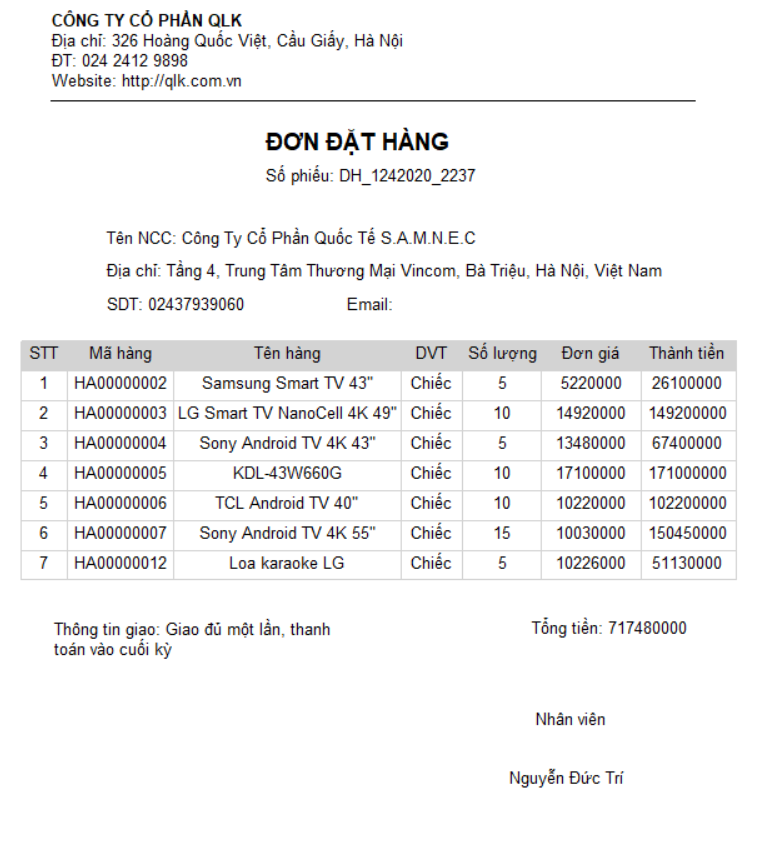 CÔNG TY CỔ PHẦN QLK
Địa chỉ: 326 Hoàng Quốc Việt, Cầu Giấy, Hà Nội
ĐT: 024 2412 9898
Website: http://qlk.com.vn
ĐƠN ĐẶT HÀNG
Số phiếu: DH_1242020_2237
Tên NCC: Công Ty Cổ Phần Quốc Tế S.A.M.N.E.C
Địa chỉ: Tầng 4, Trung Tâm Thương Mại Vincom, Bà Triệu, Hà Nội, Việt Nam
SDT: 02437939060 Email:
STT Mã hàng Tên hàng DVT Số lượng Đơn giá Thành tiền
1 HA00000002 Samsung Smart TV 43" Chiếc 5 5220000 26100000
2 HA00000003 LG Smart TV NanoCell 4K 49" Chiếc 10 14920000 149200000
3 HA00000004 Sony Android TV 4K 43" Chiếc 5 13480000 67400000
4 HA00000005 KDL-43W660G Chiếc 10 17100000 171000000
5 HA00000006 TCL Android TV 40" Chiếc 10 10220000 102200000
6 HA00000007 Sony Android TV 4K 55" Chiếc 15 10030000 150450000
7 HA00000012 Loa karaoke LG Chiếc 5 10226000 51130000
Thông tin giao: Giao đủ một lần, thanh
toán vào cuối kỳ
Tổng tiền: 717480000
Nhân viên
Nguyễn Đức Trí